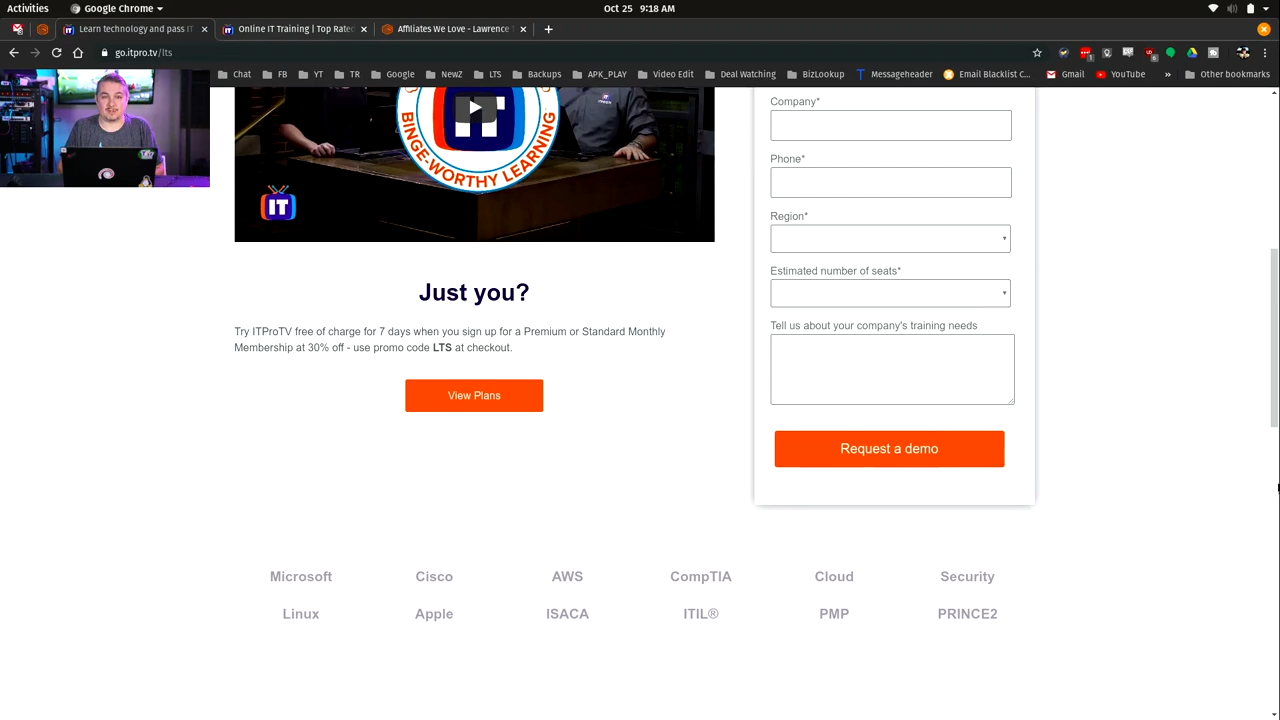 Activities
Google Chrome
Oct 25 9:18 AM
Learn technology and pass IT
Online IT Training | Top Rate
Affiliates We Love - Lawrence T
go.itpro.tv/lts
Chat
FB
YT
TR
Google
NewZ
LTS
Backups
APK_PLAY
Video Edit
Deal Watching
BizLookup
Messageheader
Email Blacklist C...
Gmail
YouTube
»
Other bookmarks
IT
BINGE-WORTHY LEARNING
IT
Just you?
Try ITProTV free of charge for 7 days when you sign up for a Premium or Standard Monthly
Membership at 30% off - use promo code LTS at checkout.
View Plans
Company*
Phone*
Region*
Estimated number of seats*
Tell us about your company's training needs
Request a demo
Microsoft
Cisco
AWS
CompTIA
Cloud
Security
Linux
Apple
ISACA
ITIL®
PMP
PRINCE2